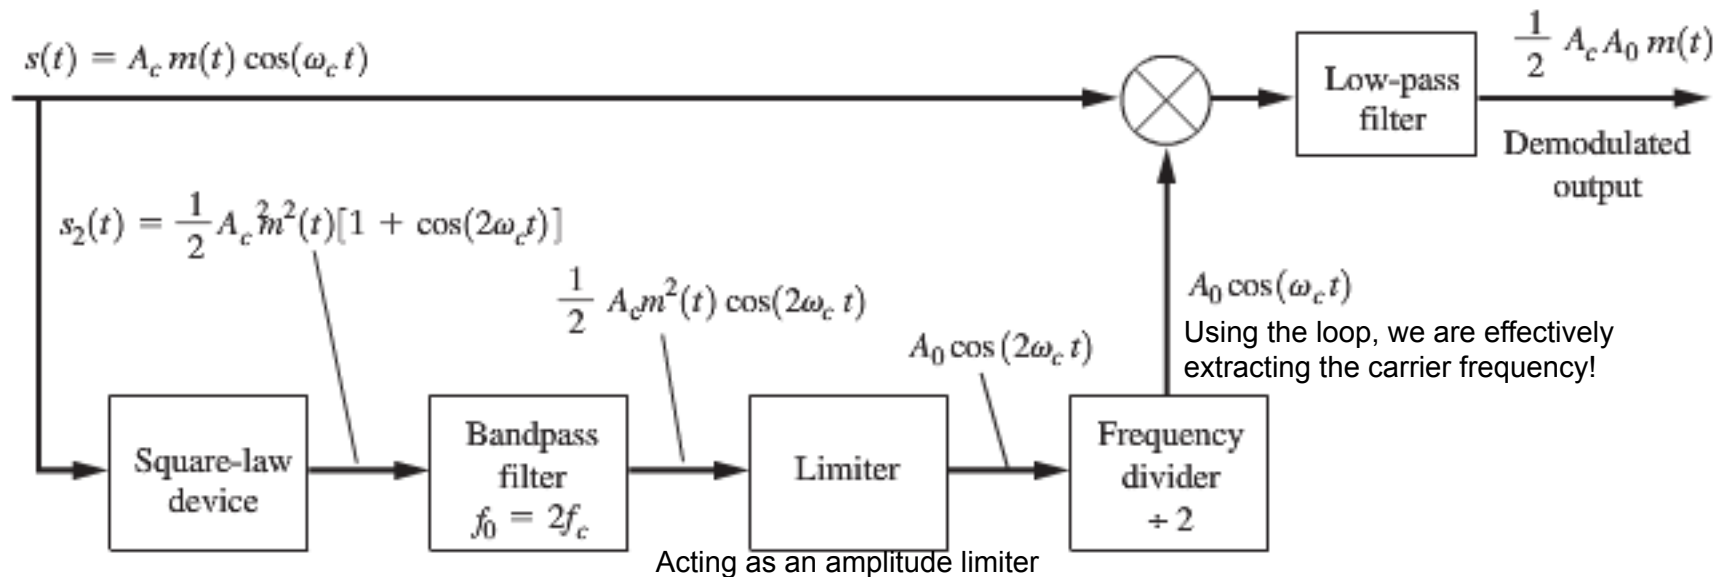 s(t) = A_c m(t) cos(ω_c t)
1/2 A_c A_0 m(t)
Low-pass
filter
Demodulated
output
s_2(t) = 1/2 A_c^2 m^2(t)[1 + cos(2ω_c t)]
1/2 A_c m^2(t) cos(2ω_c t)
A_0 cos(2ω_c t)
A_0 cos(ω_c t)
Using the loop, we are effectively
extracting the carrier frequency!
Square-law
device
Bandpass
filter
f_0 = 2f_c
Limiter
Frequency
divider
÷ 2
Acting as an amplitude limiter